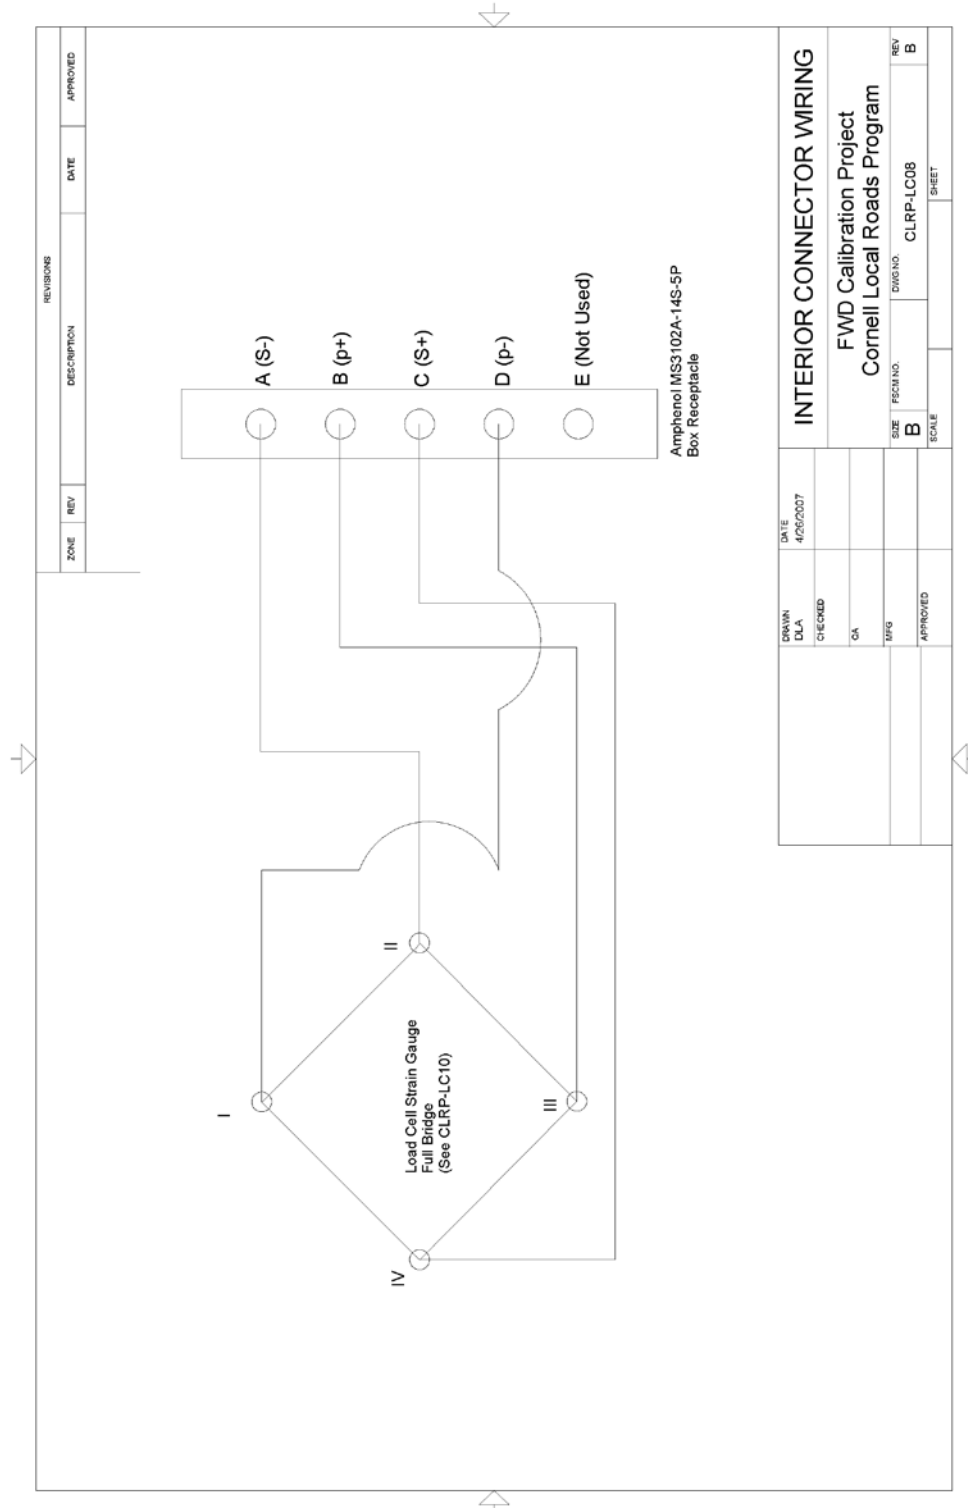 REVISIONS
ZONE
REV
DESCRIPTION
DATE
APPROVED
A (S-)
B (p+)
C (S+)
D (p-)
E (Not Used)
Amphenol MS3102A-14S-5P
Box Receptacle
I
II
III
IV
Load Cell Strain Gauge
Full Bridge
(See CLRP-LC10)
DRAWN
DLA
DATE
4/26/2007
CHECKED
QA
MFG
APPROVED
INTERIOR CONNECTOR WIRING
FWD Calibration Project
Cornell Local Roads Program
SIZE
B
FSCM NO.
DWG NO.
CLRP-LC08
REV
B
SCALE
SHEET